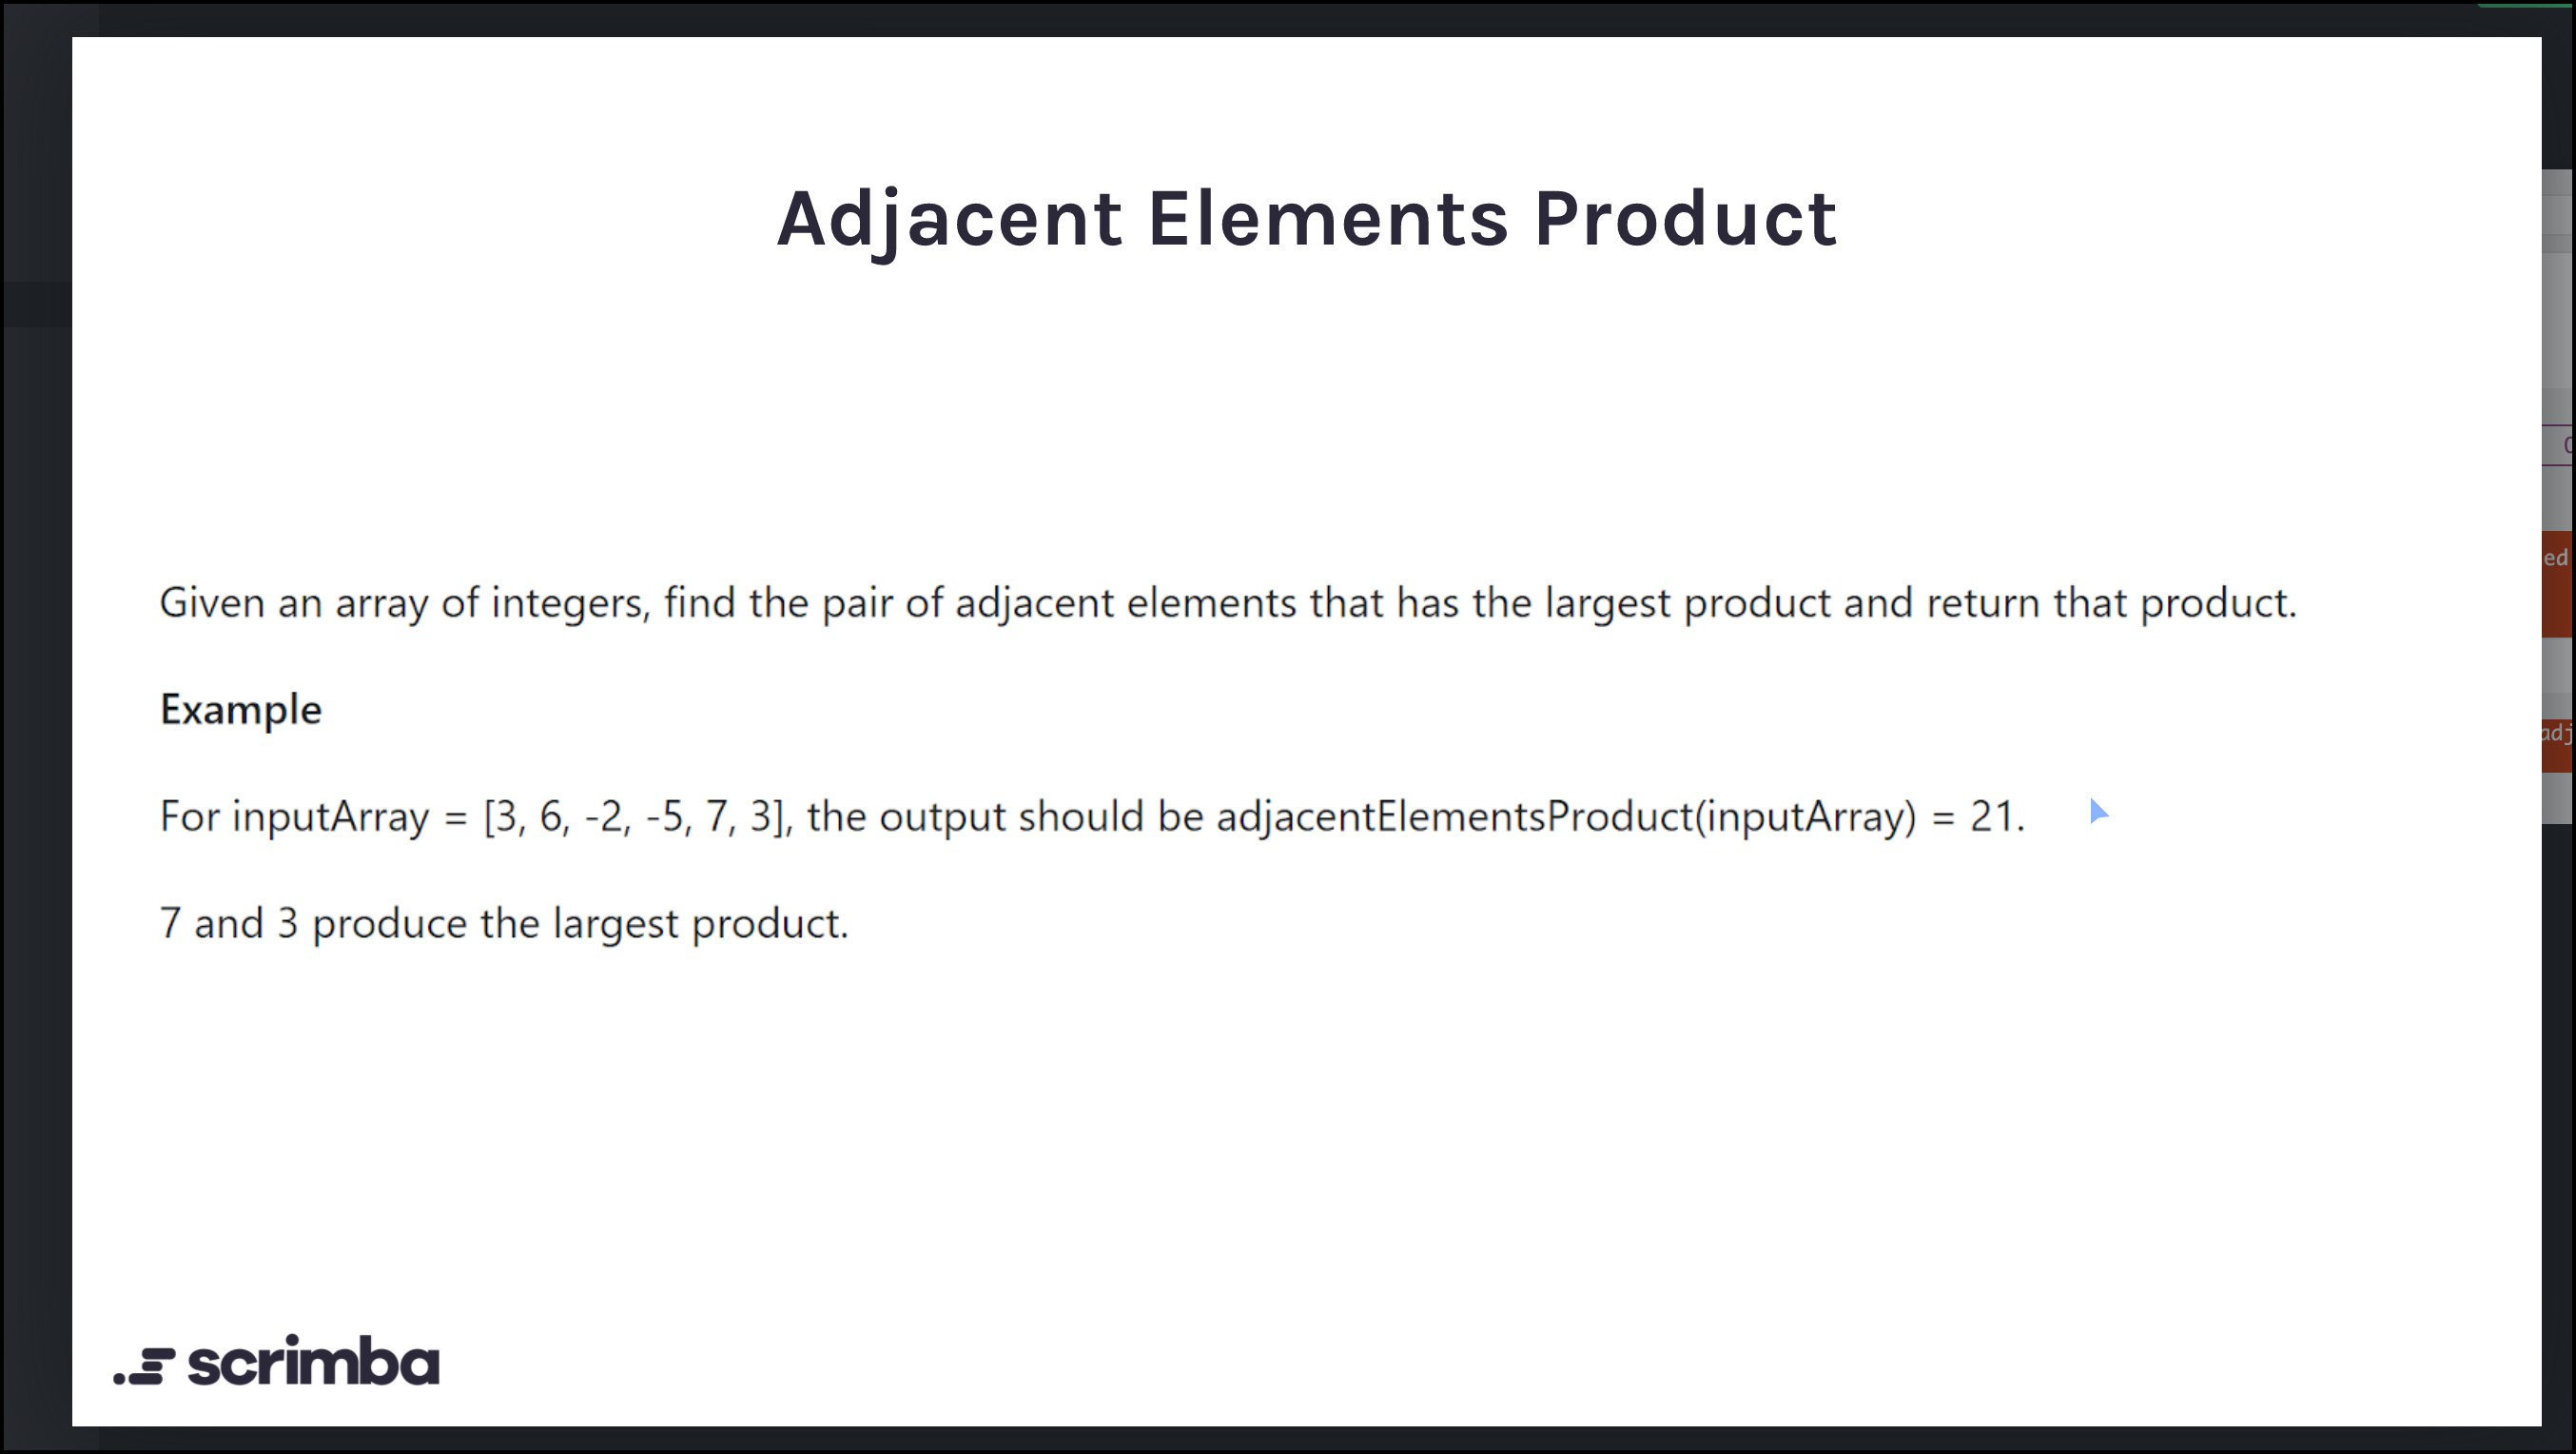 Adjacent Elements Product
Given an array of integers, find the pair of adjacent elements that has the largest product and return that product.
Example
For inputArray = [3, 6, -2, -5, 7, 3], the output should be adjacentElementsProduct(inputArray) = 21.
7 and 3 produce the largest product.
scrimba
ed
adj